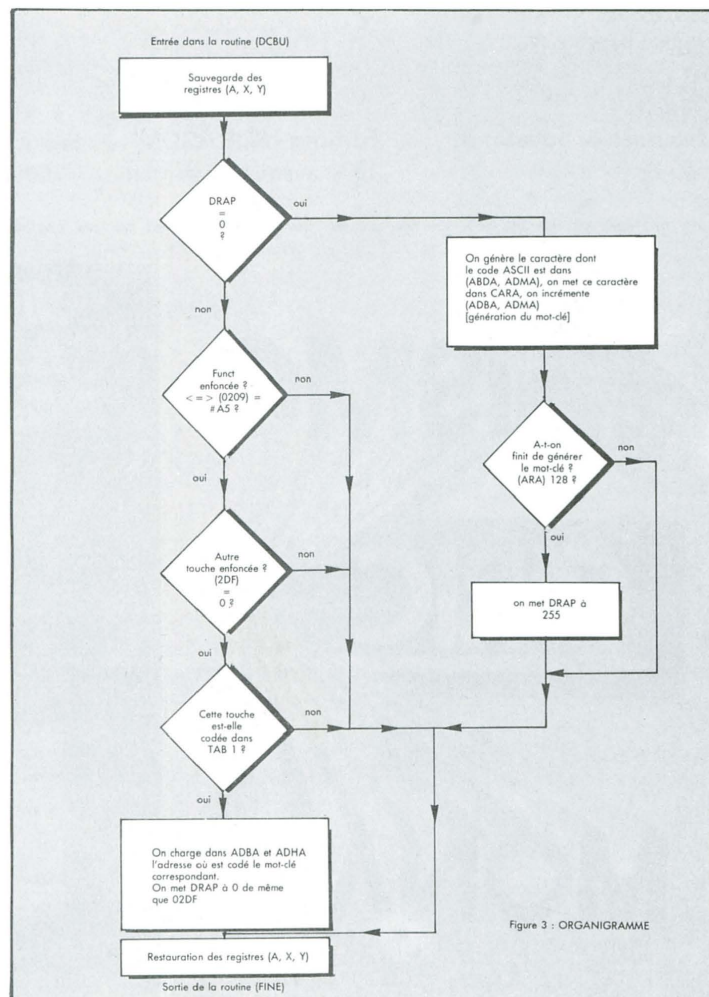 Entrée dans la routine (DCBU)
Sauvegarde des
registres (A, X, Y)
DRAP
=
0
?
oui
non
On génère le caractère dont
le code ASCII est dans
(ABDA, ADMA), on met ce caractère
dans CARA, on incrémente
(ADBA, ADMA)
[génération du mot-clé]
Funct
enfoncée ?
< = > (0209) =
#A5 ?
non
oui
A-t-on
finit de générer
le mot-clé ?
(ARA) 128 ?
non
oui
Autre
touche enfoncée ?
(2DF)
=
0 ?
non
oui
on met DRAP à
255
Cette touche
est-elle
codée dans
TAB 1 ?
non
oui
On charge dans ADBA et ADHA
l'adresse où est codé le mot-clé
correspondant.
On met DRAP à 0 de même
que 02DF
Figure 3 : ORGANIGRAMME
Restauration des registres (A, X, Y)
Sortie de la routine (FINE)